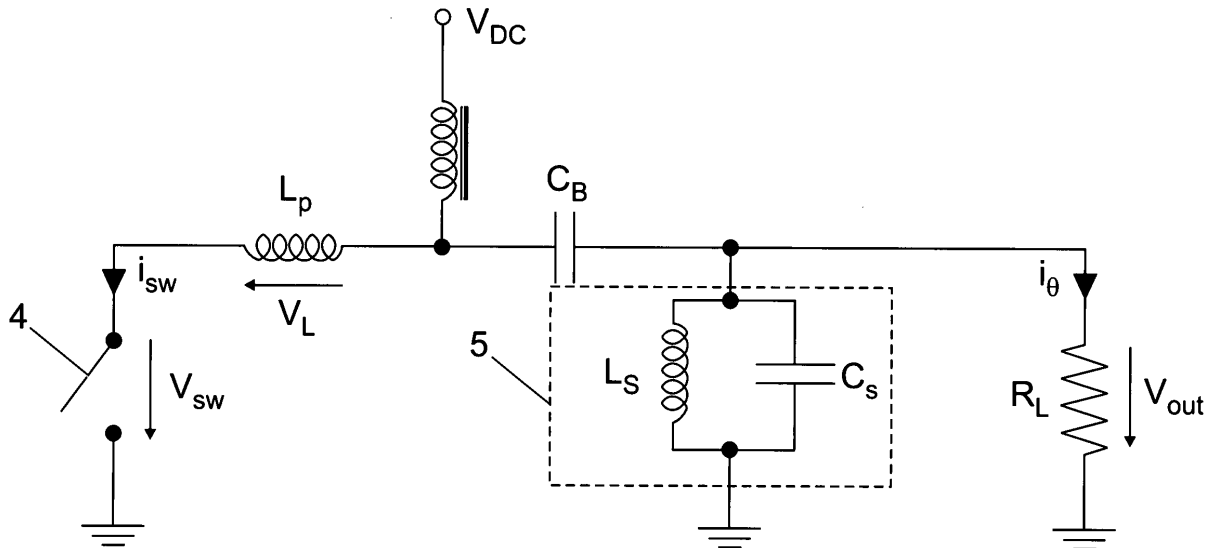 V_DC
L_p
C_B
i_sw
V_L
i_θ
4
V_sw
5
L_S
C_s
R_L
V_out